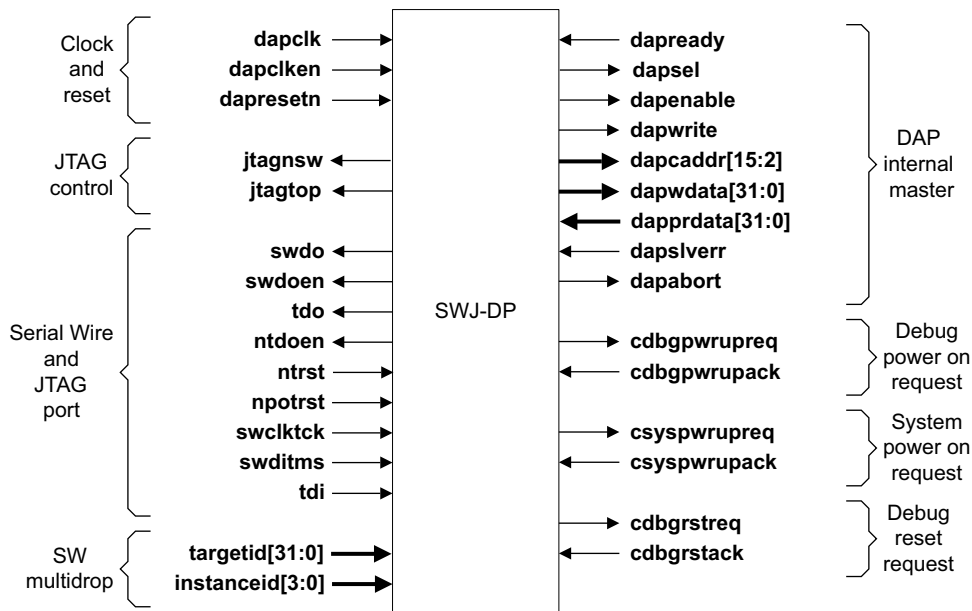 Clock
and
reset
dapclk
dapclken
dapresetn
JTAG
control
jtagnsw
jtagtop
Serial Wire
and
JTAG
port
swdo
swdoen
tdo
ntdoen
ntrst
npotrst
swclktck
swditms
tdi
SW
multidrop
targetid[31:0]
instanceid[3:0]
SWJ-DP
dapready
dapsel
dapenable
dapwrite
dapcaddr[15:2]
dapwdata[31:0]
dapprdata[31:0]
dapslverr
dapabort
DAP
internal
master
cdbgpwrupreq
cdbgpwrupack
Debug
power on
request
csyspwrupreq
csyspwrupack
System
power on
request
cdbgrstreq
cdbgrstack
Debug
reset
request